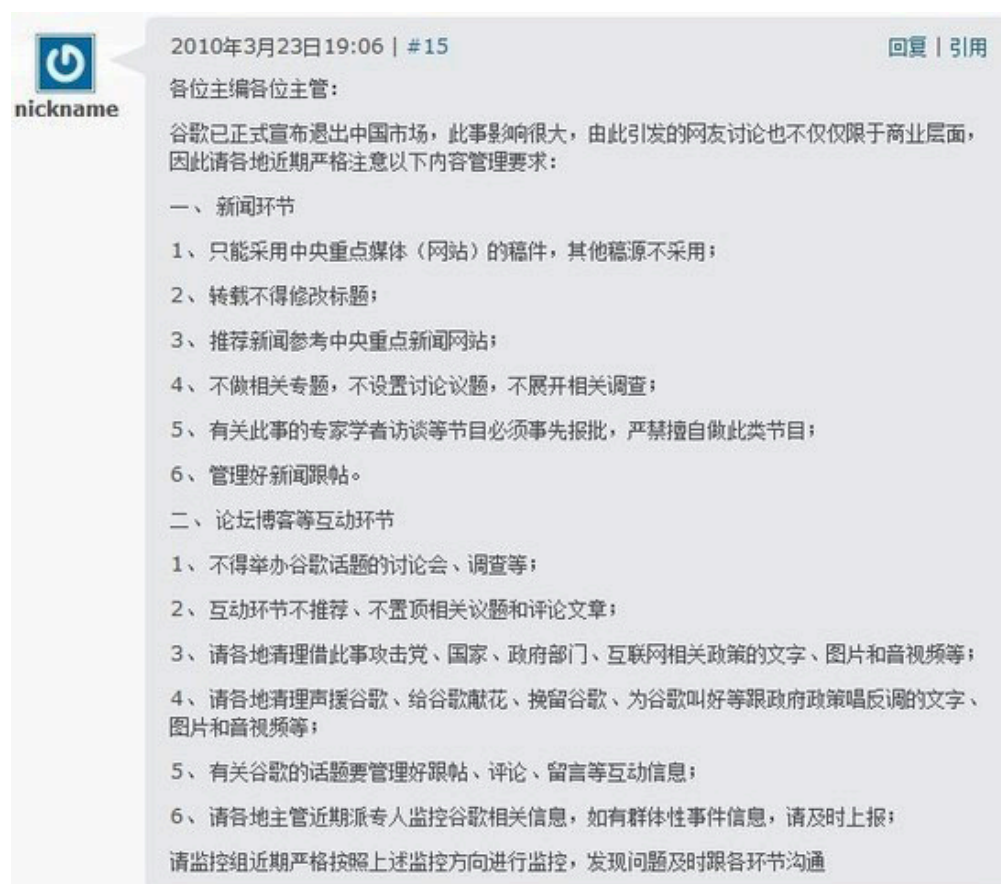 2010年3月23日19:06 | #15
回复 | 引用
nickname
各位主编各位主管：
谷歌已正式宣布退出中国市场，此事影响很大，由此引发的网友讨论也不仅仅限于商业层面，
因此请各地近期严格注意以下内容管理要求：
一、 新闻环节
1、只能采用中央重点媒体（网站）的稿件，其他稿源不采用；
2、转载不得修改标题；
3、推荐新闻参考中央重点新闻网站；
4、不做相关专题，不设置讨论议题，不展开相关调查；
5、有关此事的专家学者访谈等节目必须事先报批，严禁擅自做此类节目；
6、管理好新闻跟帖。
二、论坛博客等互动环节
1、不得举办谷歌话题的讨论会、调查等；
2、互动环节不推荐、不置顶相关议题和评论文章；
3、请各地清理借此事攻击党、国家、政府部门、互联网相关政策的文字、图片和音视频等；
4、请各地清理声援谷歌、给谷歌献花、挽留谷歌、为谷歌叫好等跟政府政策唱反调的文字、
图片和音视频等；
5、有关谷歌的话题要管理好跟帖、评论、留言等互动信息；
6、请各地主管近期派专人监控谷歌相关信息，如有群体性事件信息，请及时上报；
请监控组近期严格按照上述监控方向进行监控，发现问题及时跟各环节沟通